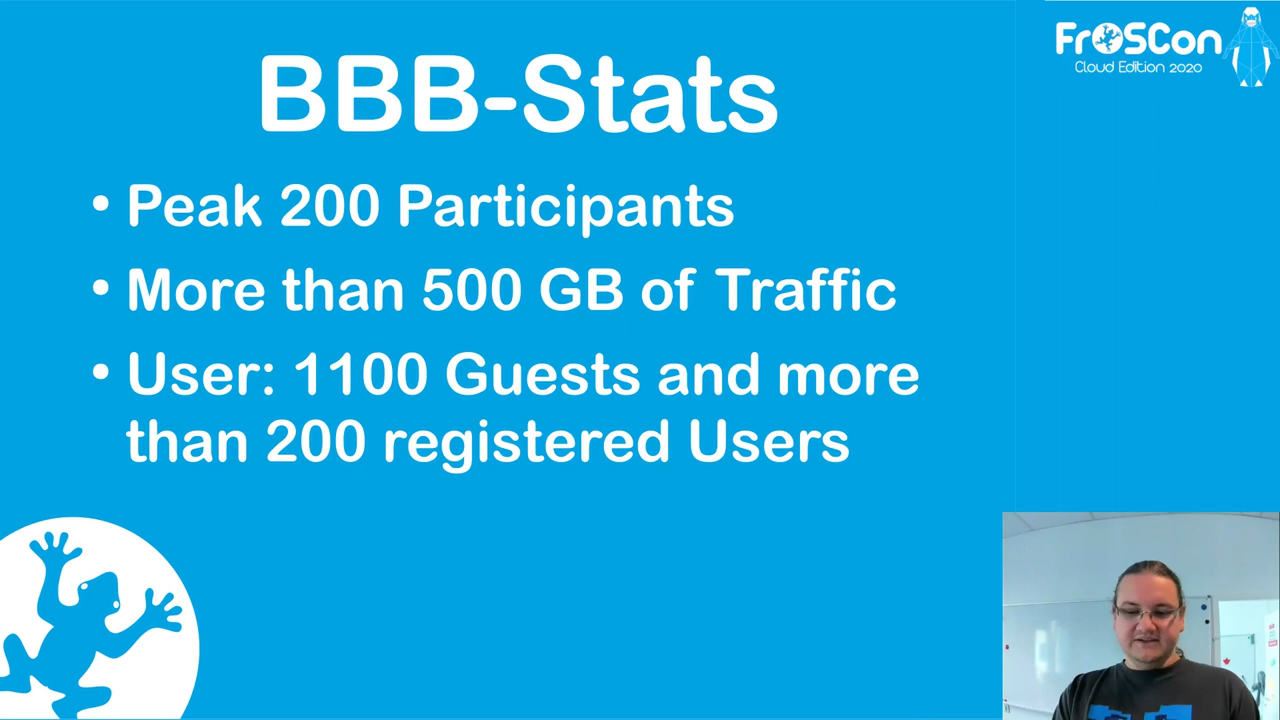 FrOSCon
Cloud Edition 2020
BBB-Stats
• Peak 200 Participants
• More than 500 GB of Traffic
• User: 1100 Guests and more
than 200 registered Users